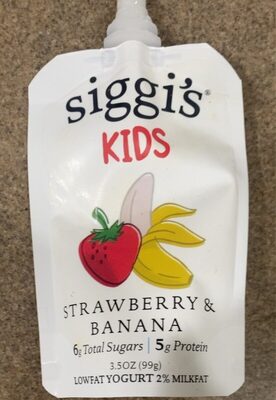 siggi's®
KIDS
STRAWBERRY &
BANANA
6g Total Sugars | 5g Protein
3.5OZ (99g)
LOWFAT YOGURT 2% MILKFAT